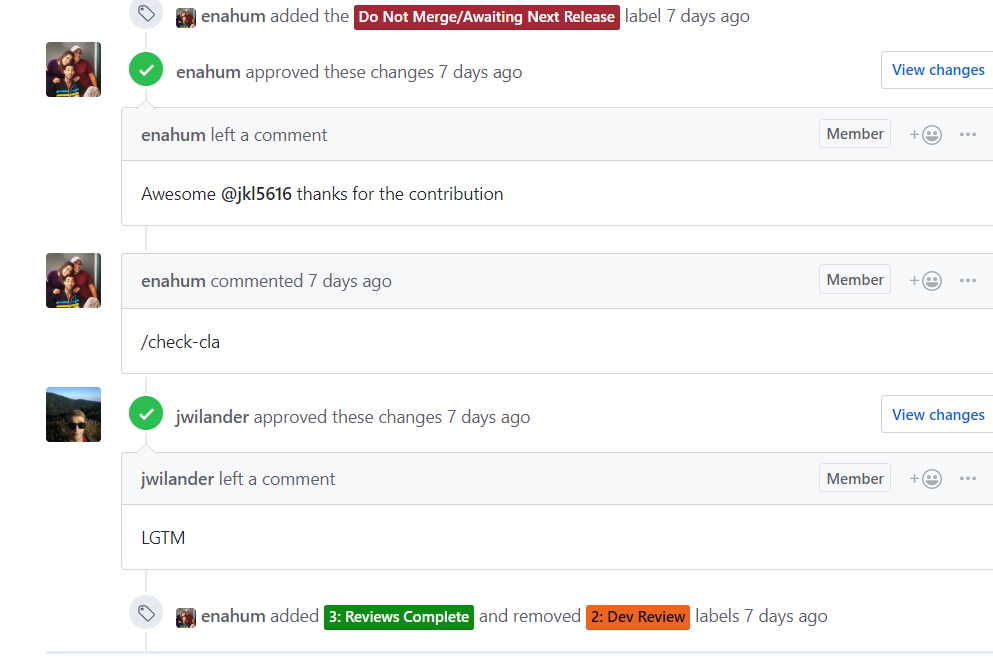 enahum added the Do Not Merge/Awaiting Next Release label 7 days ago
enahum approved these changes 7 days ago View changes
enahum left a comment Member
Awesome @jkl5616 thanks for the contribution
enahum commented 7 days ago Member
/check-cla
jwilander approved these changes 7 days ago View changes
jwilander left a comment Member
LGTM
enahum added 3: Reviews Complete and removed 2: Dev Review labels 7 days ago